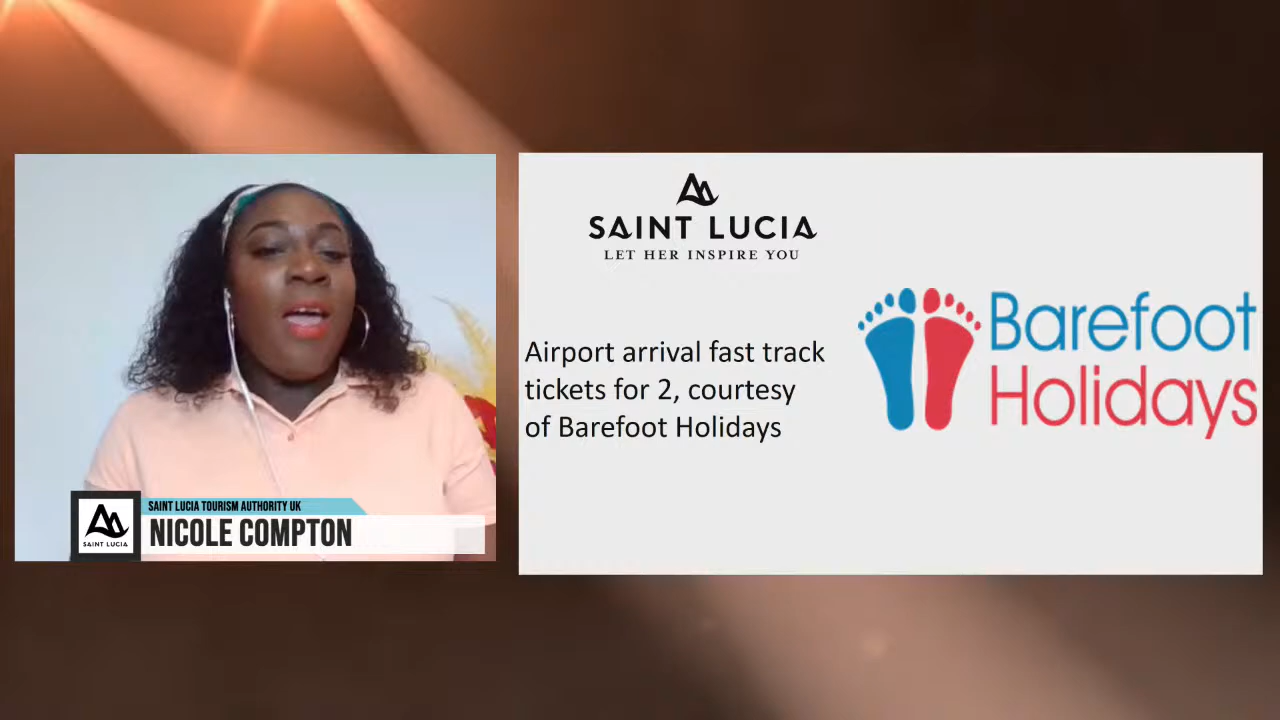 SAINT LUCIA TOURISM AUTHORITY UK
NICOLE COMPTON
SAINT LUCIA
SAINT LUCIA
LET HER INSPIRE YOU
Airport arrival fast track
tickets for 2, courtesy
of Barefoot Holidays
Barefoot
Holidays